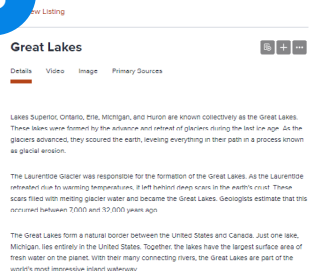 ew Listing
Great Lakes
Details Video Image Primary Sources
Lakes Superior, Ontario, Erie, Michigan, and Huron are known collectively as the Great Lakes.
These lakes were formed by the advance and retreat of glaciers during the last ice age. As the
glaciers advanced, they scoured the earth, leveling everything in their path in a process known
as glacial erosion.
The Laurentide Glacier was responsible for the formation of the Great Lakes. As the Laurentide
retreated due to warming temperatures, it left behind deep scars in the earth's crust. These
scars filled with melting glacier water and became the Great Lakes. Geologists estimate that this
occurred between 7,000 and 32,000 years ago.
The Great Lakes form a natural border between the United States and Canada. Just one lake,
Michigan, lies entirely in the United States. Together, the lakes have the largest surface area of
fresh water on the planet. With their many connecting rivers, the Great Lakes are part of the
world's most impressive inland waterway.